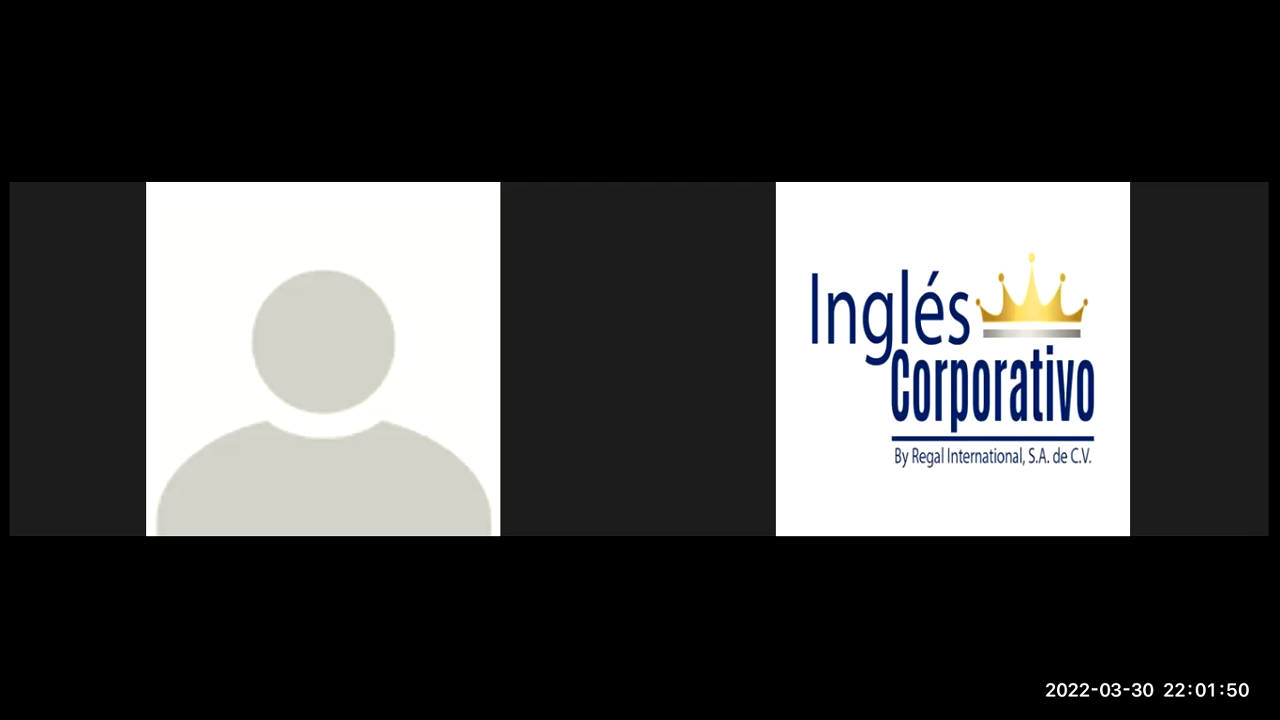 Inglés
Corporativo
By Regal International, S.A. de C.V.
2022-03-30 22:01:50